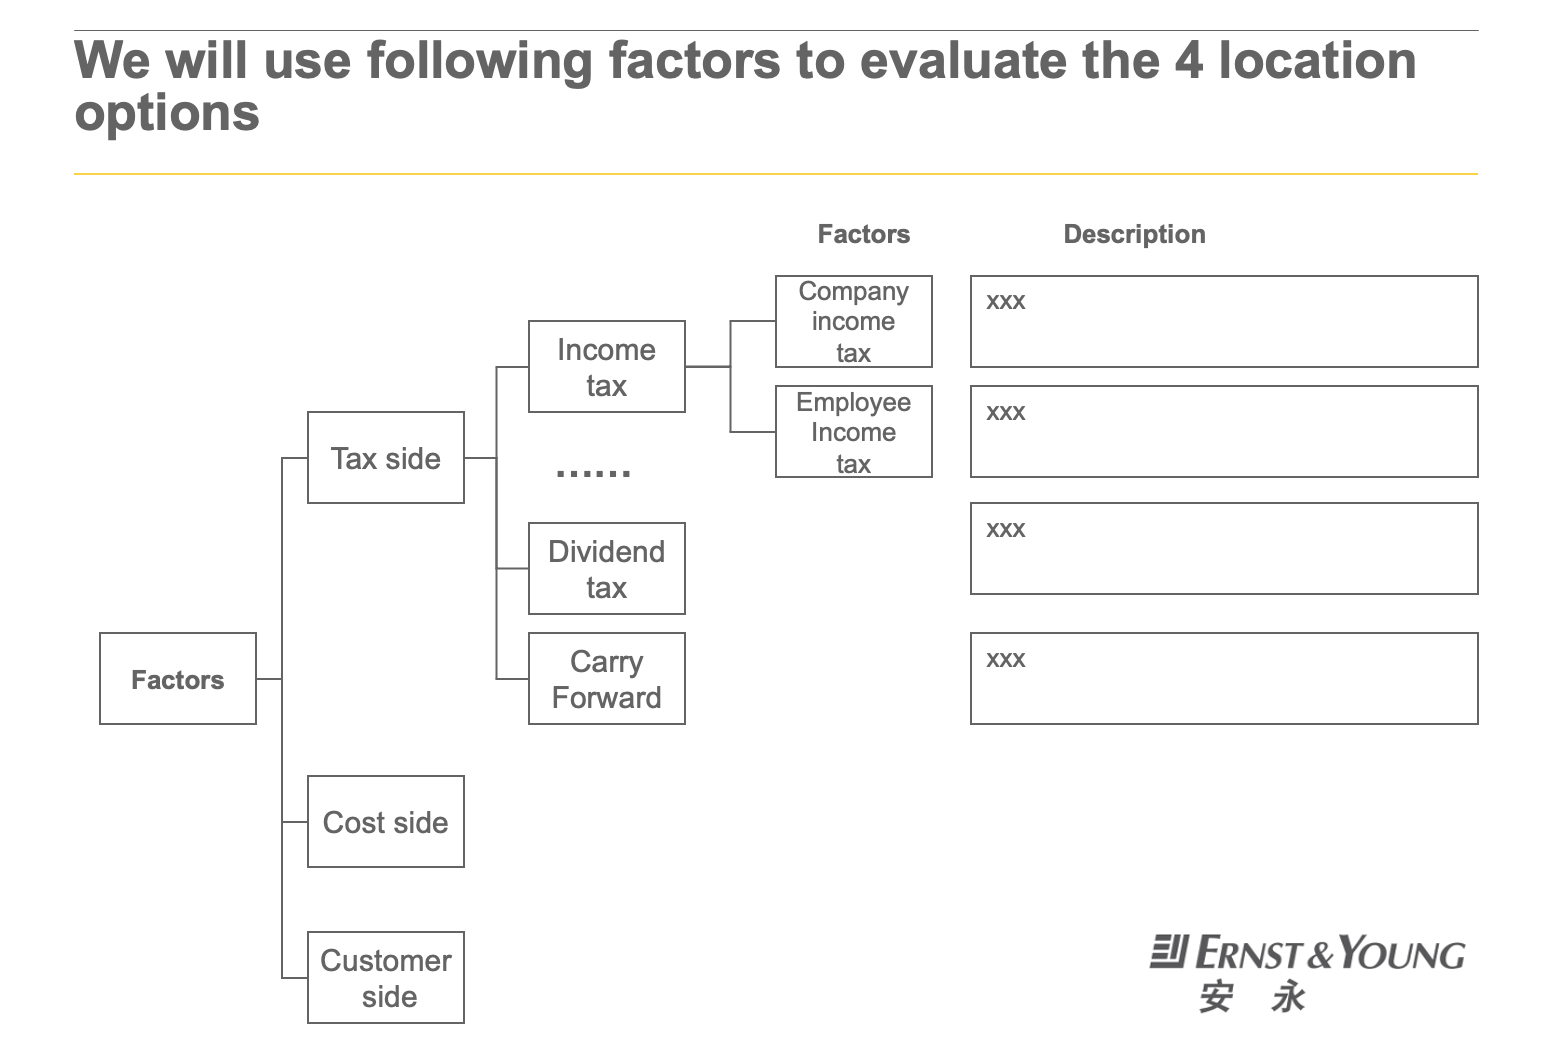 We will use following factors to evaluate the 4 location
options
Factors
Description
Company
income
tax
xxx
Income
tax
Employee
Income
tax
xxx
Tax side
......
xxx
Dividend
tax
Carry
Forward
xxx
Factors
Cost side
Customer
side
ERNST & YOUNG
安 永